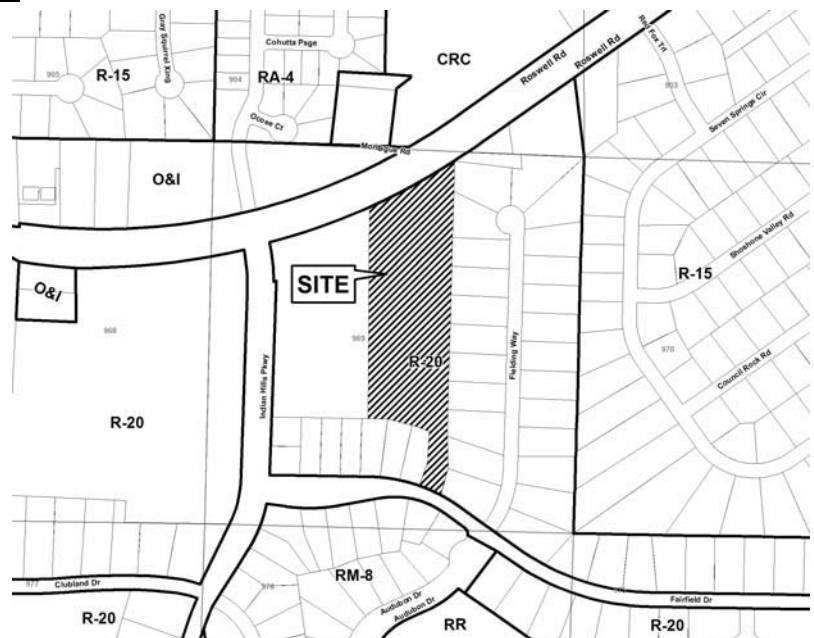 Gray Squirrel Xing
Cohutta Psge
CRC
Roswell Rd
Roswell Rd
Red Fox Trl
905
R-15
904
RA-4
903
Seven Springs Cir
Ocoee Ct
Montague Rd
O&I
Shoshone Valley Rd
R-15
SITE
O&I
968
969
R-20
970
Indian Hills Pkwy
Fielding Way
Council Rock Rd
R-20
977
Clubland Dr
976
RM-8
Audubon Dr
Audubon Dr
Fairfield Dr
R-20
RR
R-20